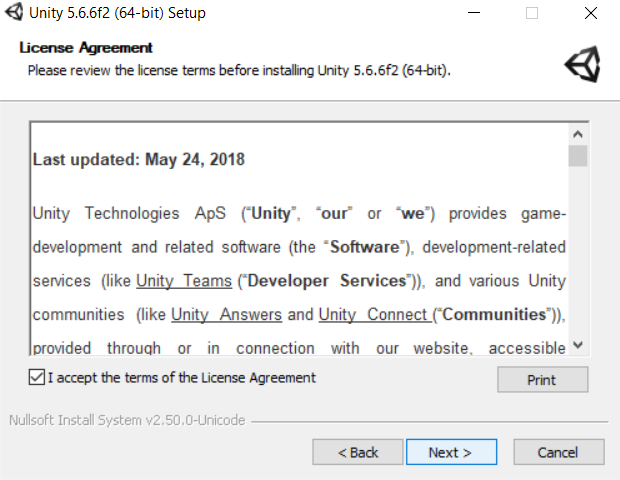 Unity 5.6.6f2 (64-bit) Setup
License Agreement
Please review the license terms before installing Unity 5.6.6f2 (64-bit).
Last updated: May 24, 2018
Unity Technologies ApS (“Unity”, “our” or “we”) provides game-
development and related software (the “Software”), development-related
services (like Unity Teams (“Developer Services”)), and various Unity
communities (like Unity Answers and Unity Connect (“Communities”)),
provided through or in connection with our website, accessible
I accept the terms of the License Agreement
Print
Nullsoft Install System v2.50.0-Unicode
< Back
Next >
Cancel